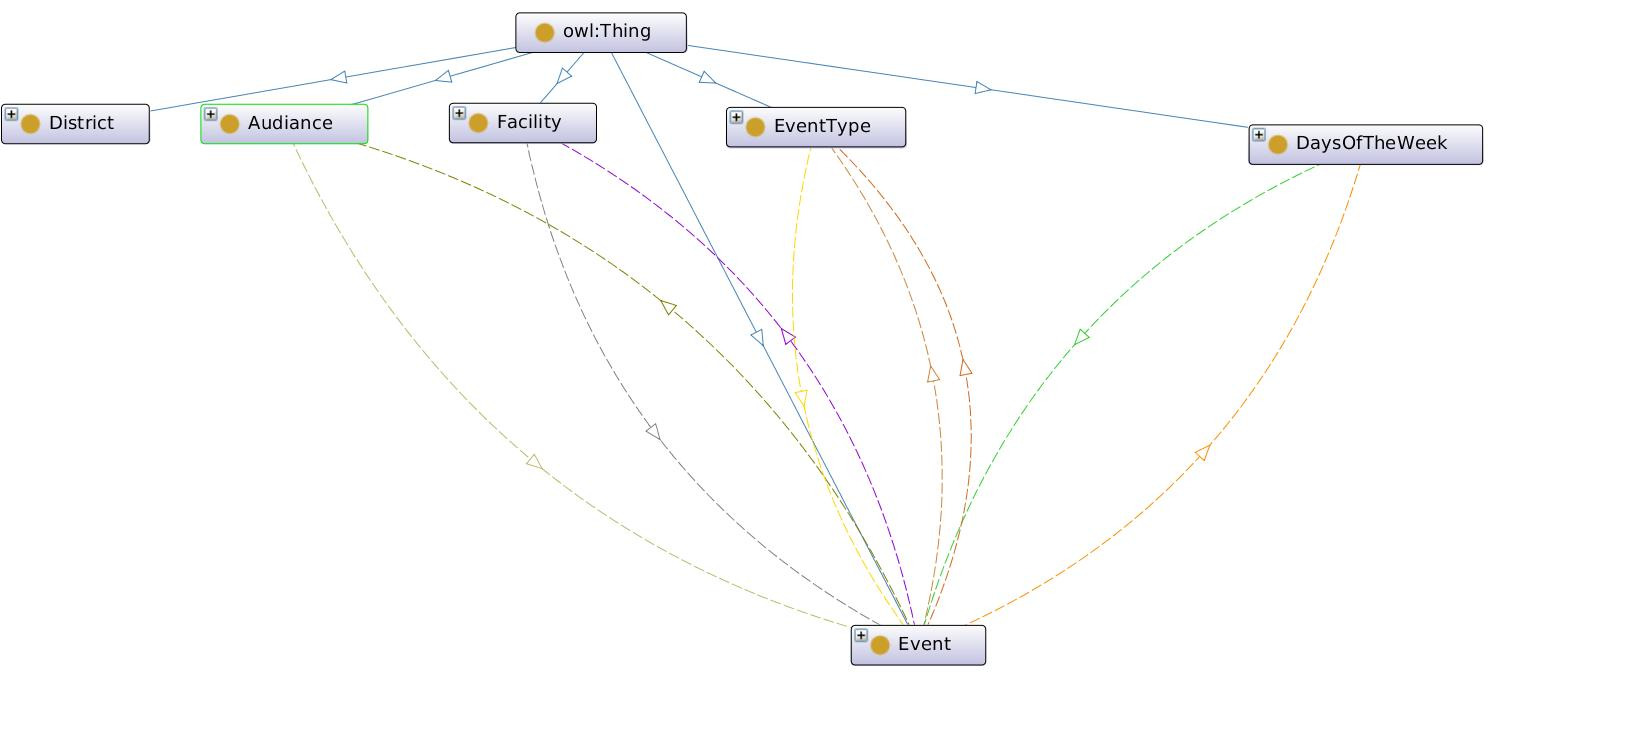 owl:Thing
District
Audiance
Facility
EventType
DaysOfTheWeek
Event